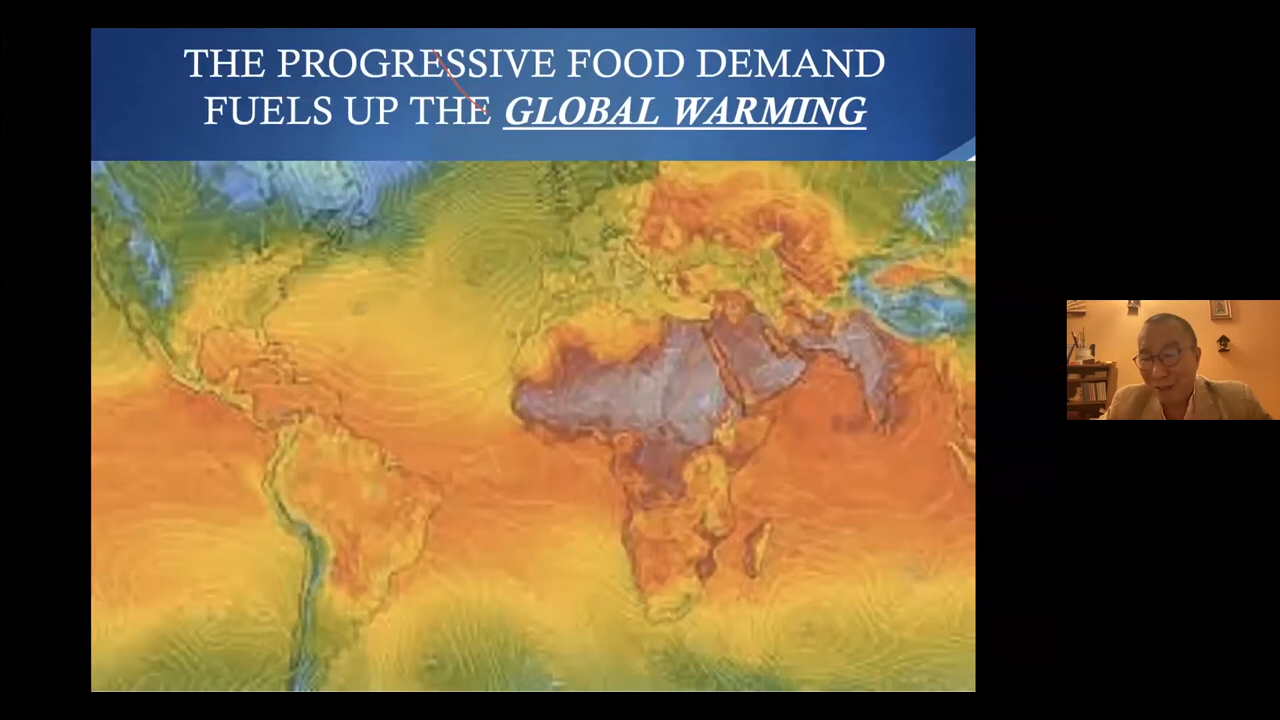 THE PROGRESSIVE FOOD DEMAND
FUELS UP THE GLOBAL WARMING